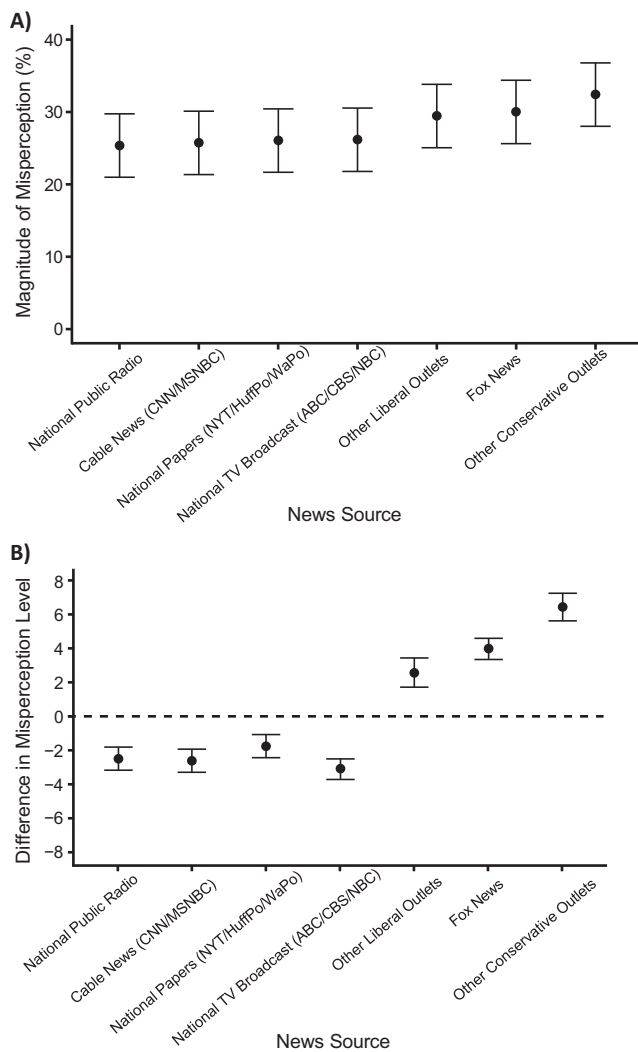 A)
Magnitude of Misperception (%)
40
30
20
10
0
National Public Radio
Cable News (CNN/MSNBC)
National Papers (NYT/HuffPo/WaPo)
National TV Broadcast (ABC/CBS/NBC)
Other Liberal Outlets
Fox News
Other Conservative Outlets
News Source
B)
Difference in Misperception Level
8
6
4
2
0
−2
−4
−6
−8
National Public Radio
Cable News (CNN/MSNBC)
National Papers (NYT/HuffPo/WaPo)
National TV Broadcast (ABC/CBS/NBC)
Other Liberal Outlets
Fox News
Other Conservative Outlets
News Source